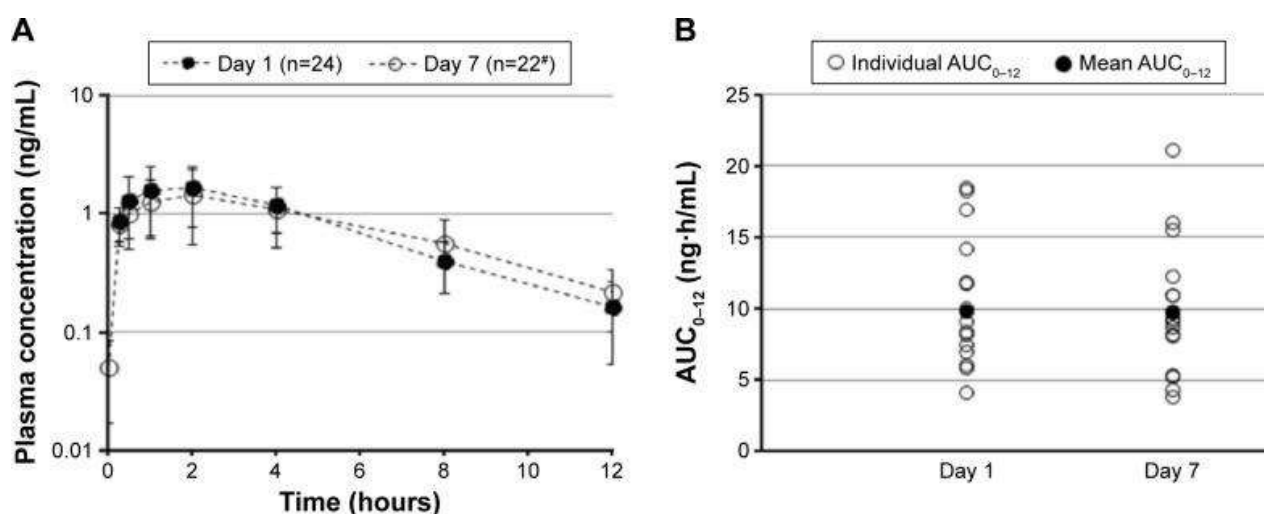 A
Day 1 (n=24)
Day 7 (n=22#)
Plasma concentration (ng/mL)
10
1
0.1
0.01
0
2
4
6
8
10
12
Time (hours)
B
Individual AUC0–12
Mean AUC0–12
AUC0–12 (ng·h/mL)
25
20
15
10
5
0
Day 1
Day 7